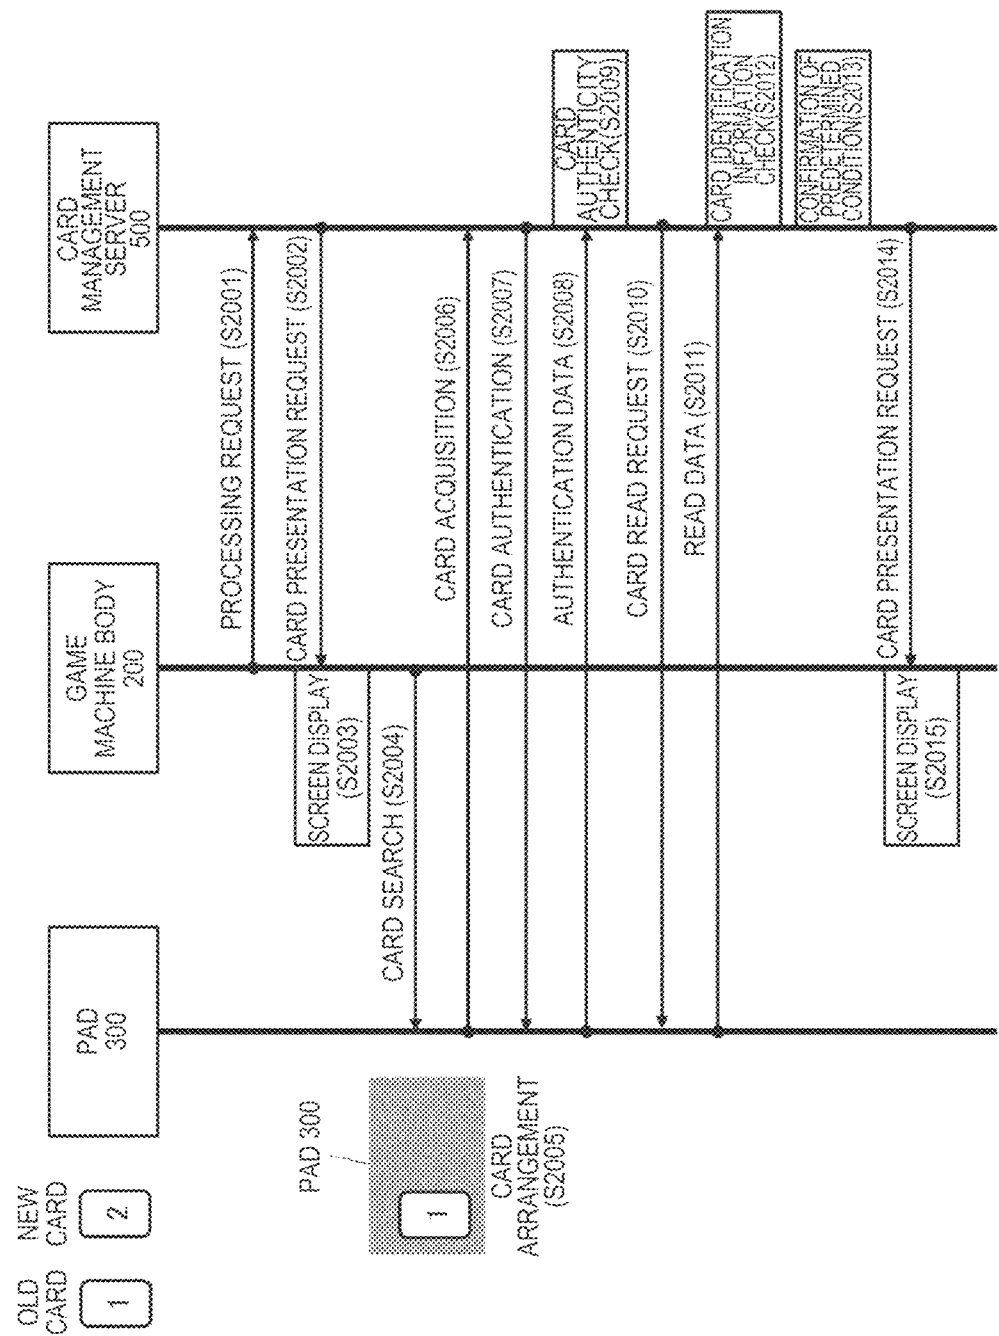 OLD
CARD
1
NEW
CARD
2
PAD
300
GAME
MACHINE BODY
200
CARD
MANAGEMENT
SERVER
500
PROCESSING REQUEST (S2001)
CARD PRESENTATION REQUEST (S2002)
SCREEN DISPLAY
(S2003)
CARD SEARCH (S2004)
PAD 300
1
CARD
ARRANGEMENT
(S2005)
CARD ACQUISITION (S2006)
CARD AUTHENTICATION (S2007)
AUTHENTICATION DATA (S2008)
CARD
AUTHENTICITY
CHECK(S2009)
CARD READ REQUEST (S2010)
READ DATA (S2011)
CARD IDENTIFICATION
INFORMATION
CHECK(S2012)
CONFIRMATION OF
PREDETERMINED
CONDITION(S2013)
CARD PRESENTATION REQUEST (S2014)
SCREEN DISPLAY
(S2015)